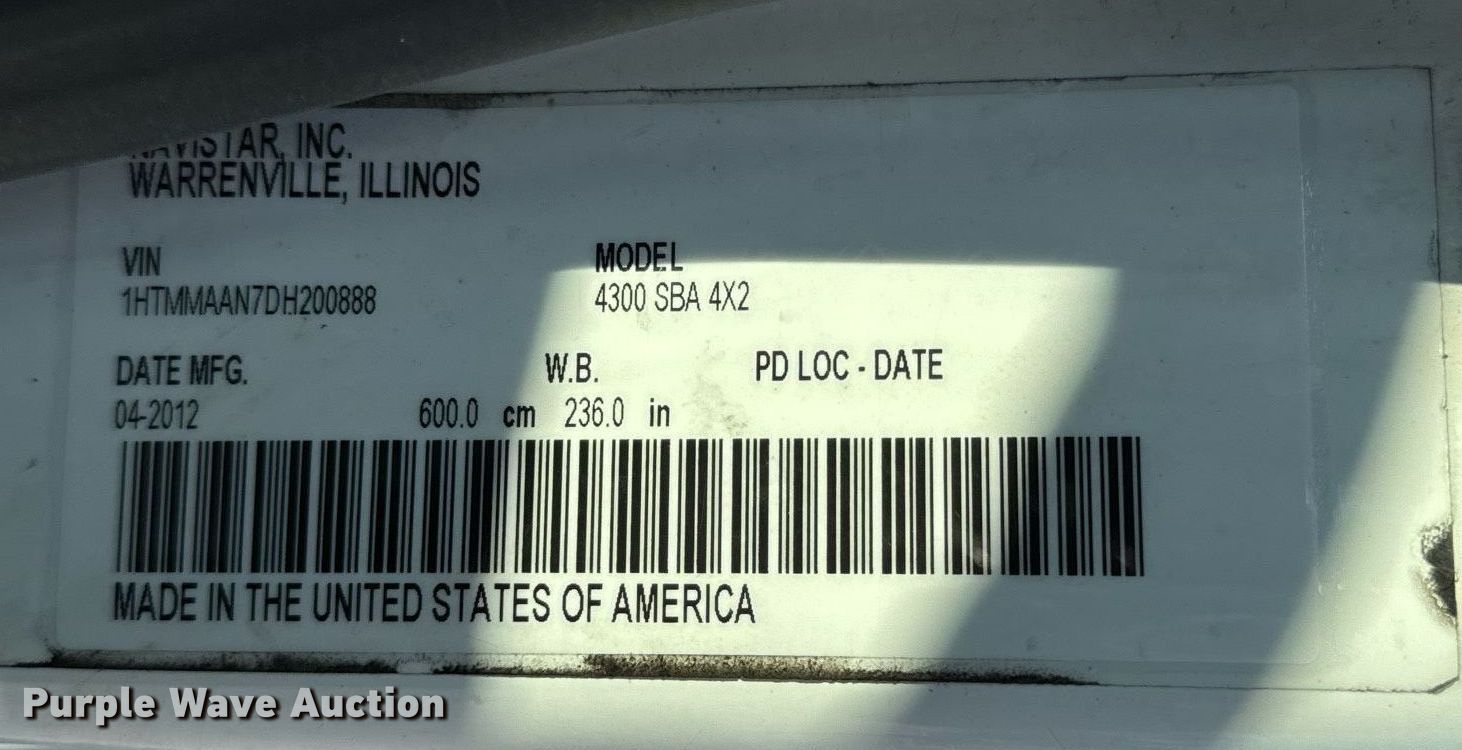 NAVISTAR, INC.
WARRENVILLE, ILLINOIS
VIN MODEL
1HTMMAAN7DH200888 4300 SBA 4X2
DATE MFG. W.B. PD LOC - DATE
04-2012 600.0 cm 236.0 in
MADE IN THE UNITED STATES OF AMERICA
Purple Wave Auction